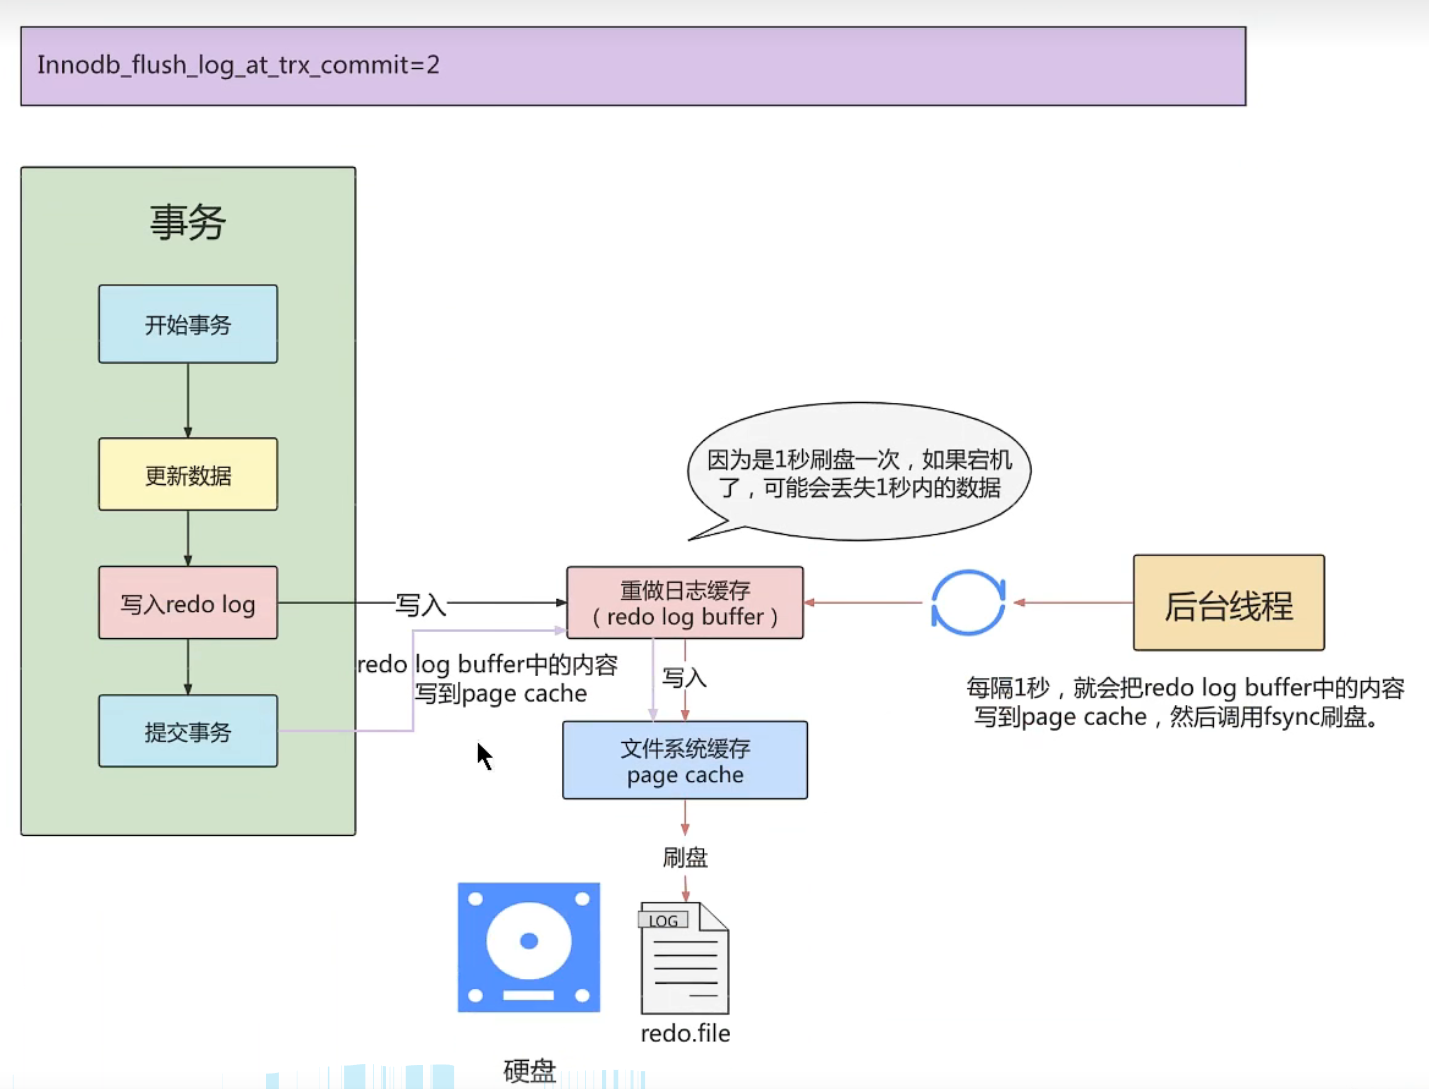 Innodb_flush_log_at_trx_commit=2
事务
开始事务
更新数据
写入redo log
提交事务
写入
redo log buffer中的内容
写到page cache
因为是1秒刷盘一次，如果宕机
了，可能会丢失1秒内的数据
重做日志缓存
（redo log buffer）
写入
文件系统缓存
page cache
刷盘
LOG
redo.file
硬盘
后台线程
每隔1秒，就会把redo log buffer中的内容
写到page cache，然后调用fsync刷盘。